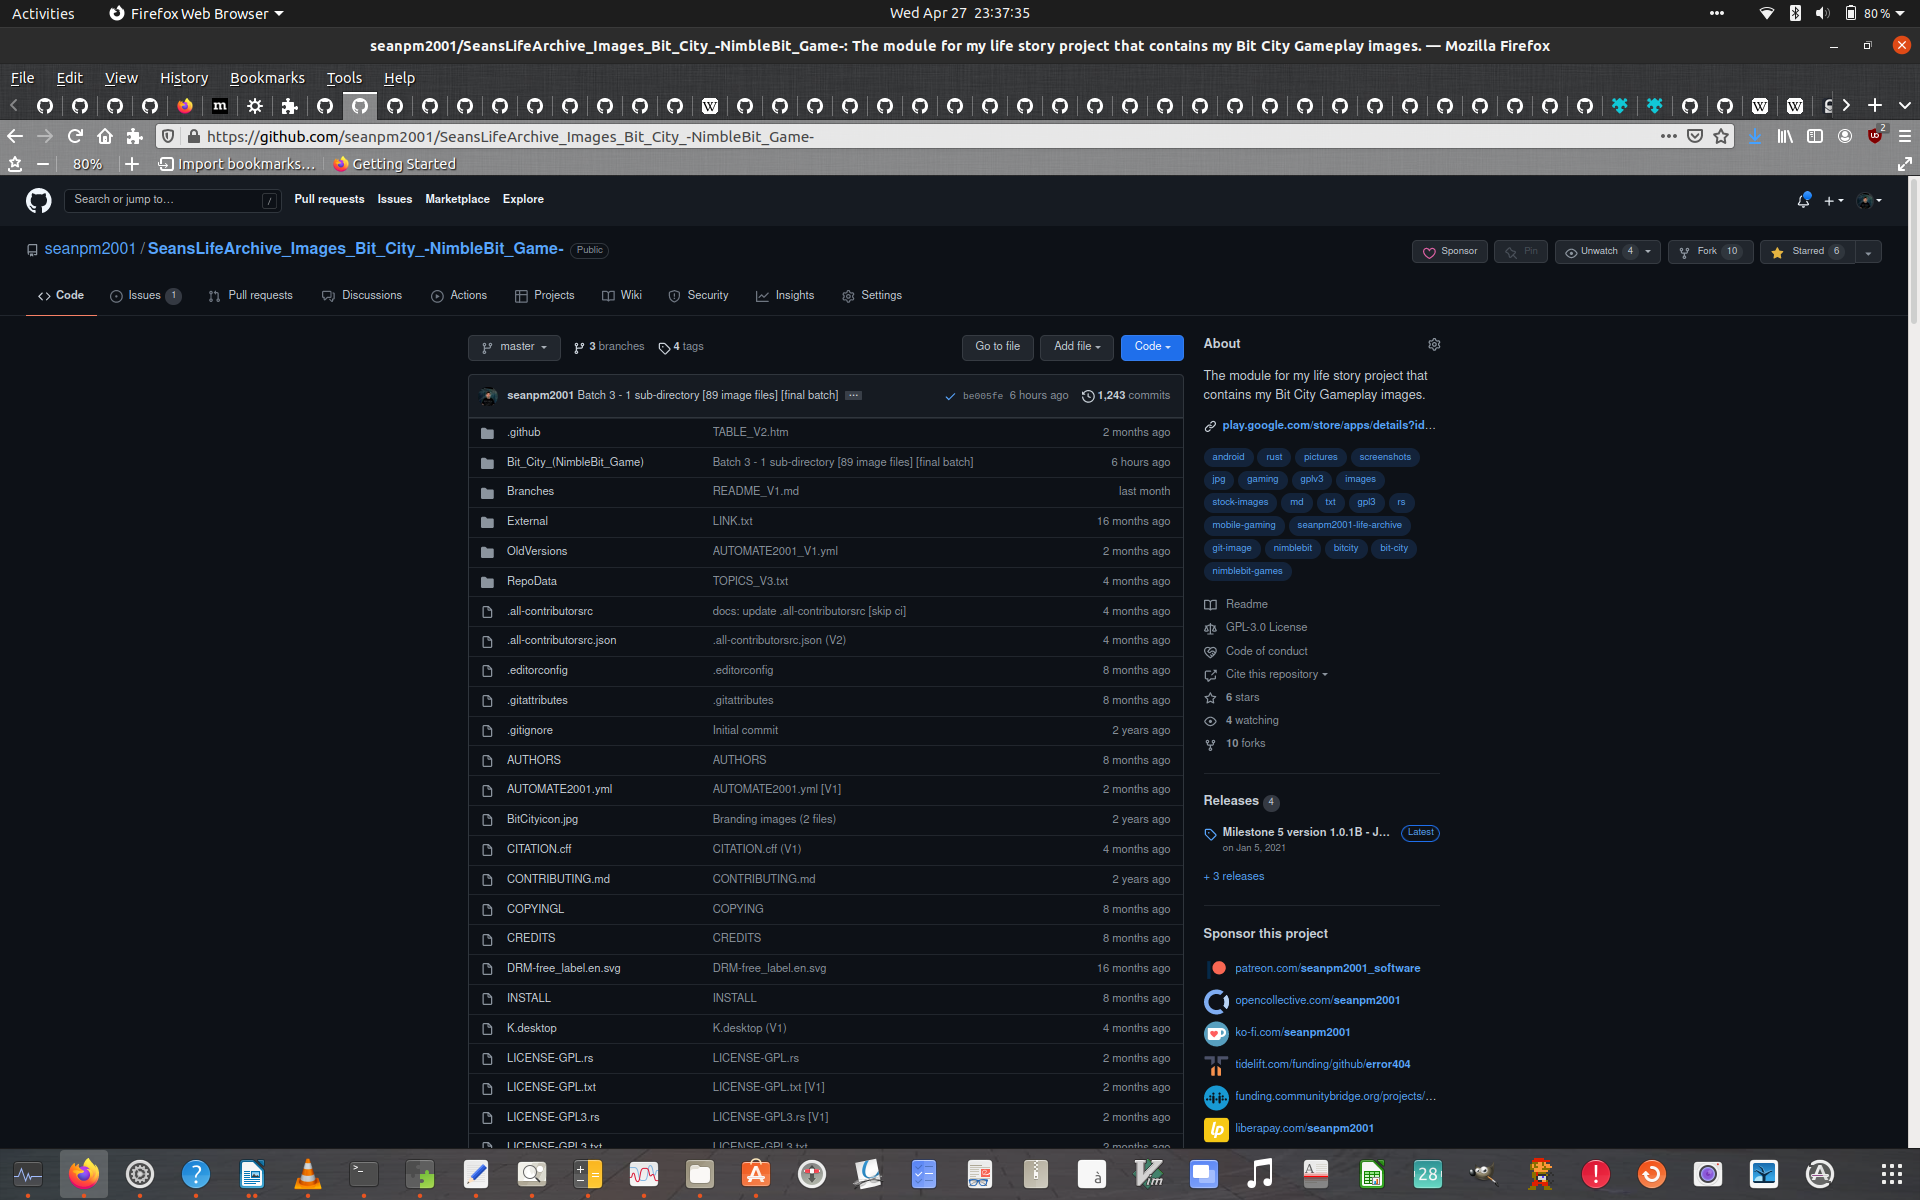 Activities
Firefox Web Browser
Wed Apr 27 23:37:35
80 %
seanpm2001/SeansLifeArchive_Images_Bit_City_-NimbleBit_Game-: The module for my life story project that contains my Bit City Gameplay images. — Mozilla Firefox
File Edit View History Bookmarks Tools Help
https://github.com/seanpm2001/SeansLifeArchive_Images_Bit_City_-NimbleBit_Game-
2
80%
Import bookmarks...
Getting Started
Search or jump to...
/
Pull requests Issues Marketplace Explore
seanpm2001 / SeansLifeArchive_Images_Bit_City_-NimbleBit_Game-
Public
Sponsor
Pin
Unwatch 4
Fork 10
Starred 6
Code
Issues 1
Pull requests
Discussions
Actions
Projects
Wiki
Security
Insights
Settings
master
3 branches
4 tags
Go to file
Add file
Code
seanpm2001 Batch 3 - 1 sub-directory [89 image files] [final batch] ...
be005fe 6 hours ago
1,243 commits
.github TABLE_V2.htm 2 months ago
Bit_City_(NimbleBit_Game) Batch 3 - 1 sub-directory [89 image files] [final batch] 6 hours ago
Branches README_V1.md last month
External LINK.txt 16 months ago
OldVersions AUTOMATE2001_V1.yml 2 months ago
RepoData TOPICS_V3.txt 4 months ago
.all-contributorsrc docs: update .all-contributorsrc [skip ci] 4 months ago
.all-contributorsrc.json .all-contributorsrc.json (V2) 4 months ago
.editorconfig .editorconfig 8 months ago
.gitattributes .gitattributes 8 months ago
.gitignore Initial commit 2 years ago
AUTHORS AUTHORS 8 months ago
AUTOMATE2001.yml AUTOMATE2001.yml [V1] 2 months ago
BitCityicon.jpg Branding images (2 files) 2 years ago
CITATION.cff CITATION.cff (V1) 4 months ago
CONTRIBUTING.md CONTRIBUTING.md 2 years ago
COPYINGL COPYING 8 months ago
CREDITS CREDITS 8 months ago
DRM-free_label.en.svg DRM-free_label.en.svg 16 months ago
INSTALL INSTALL 8 months ago
K.desktop K.desktop (V1) 4 months ago
LICENSE-GPL.rs LICENSE-GPL.rs 2 months ago
LICENSE-GPL.txt LICENSE-GPL.txt [V1] 2 months ago
LICENSE-GPL3.rs LICENSE-GPL3.rs [V1] 2 months ago
LICENSE-GPL3.txt LICENSE-GPL3.txt 2 months ago
About
The module for my life story project that
contains my Bit City Gameplay images.
play.google.com/store/apps/details?id...
android rust pictures screenshots
jpg gaming gplv3 images
stock-images md txt gpl3 rs
mobile-gaming seanpm2001-life-archive
git-image nimblebit bitcity bit-city
nimblebit-games
Readme
GPL-3.0 License
Code of conduct
Cite this repository
6 stars
4 watching
10 forks
Releases 4
Milestone 5 version 1.0.1B - J... Latest
on Jan 5, 2021
+ 3 releases
Sponsor this project
patreon.com/seanpm2001_software
opencollective.com/seanpm2001
ko-fi.com/seanpm2001
tidelift.com/funding/github/error404
funding.communitybridge.org/projects/...
lp
liberapay.com/seanpm2001
28